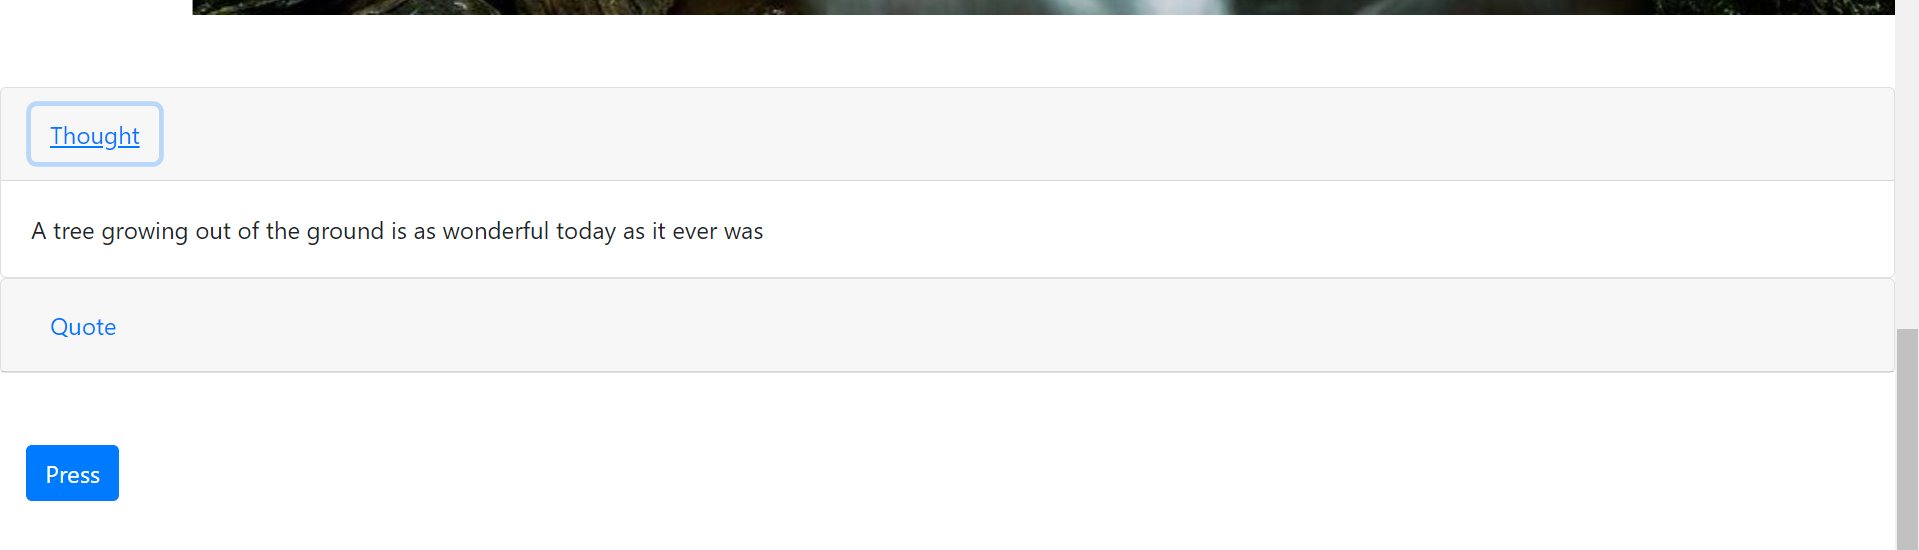 Thought
A tree growing out of the ground is as wonderful today as it ever was
Quote
Press